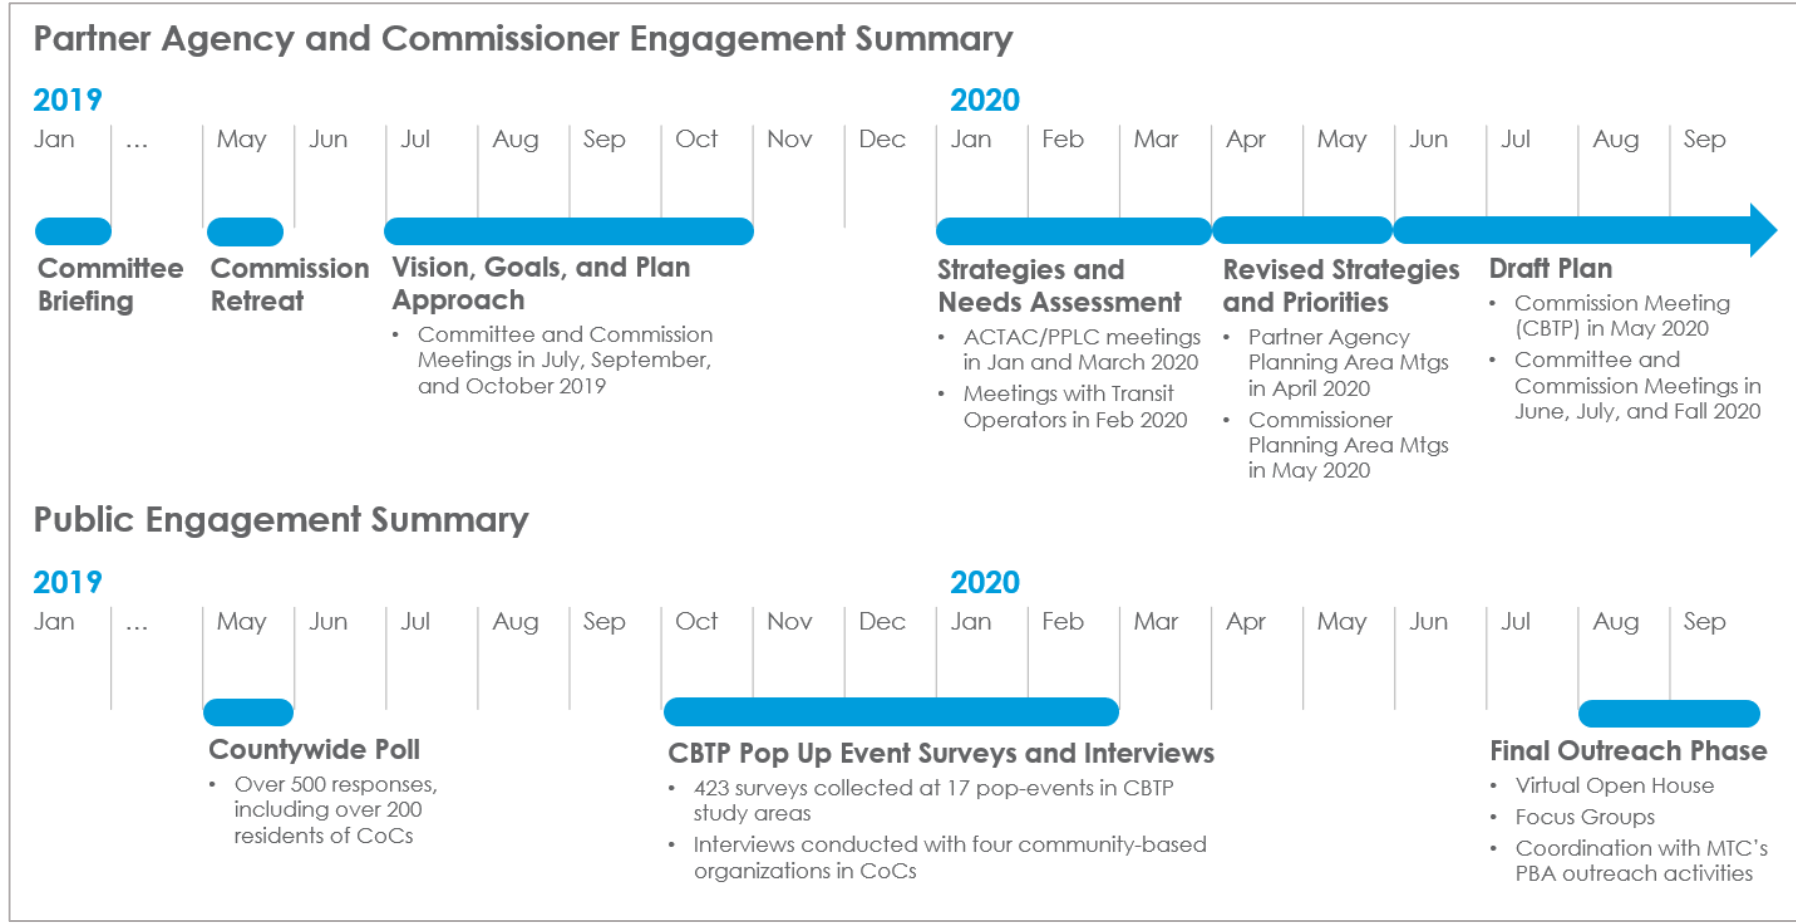 Partner Agency and Commissioner Engagement Summary
2019 2020
Jan ... May Jun Jul Aug Sep Oct Nov Dec Jan Feb Mar Apr May Jun Jul Aug Sep
Committee
Briefing
Commission
Retreat
Vision, Goals, and Plan
Approach
• Committee and Commission
Meetings in July, September,
and October 2019
Strategies and
Needs Assessment
• ACTAC/PPLC meetings
in Jan and March 2020
• Meetings with Transit
Operators in Feb 2020
Revised Strategies
and Priorities
• Partner Agency
Planning Area Mtgs
in April 2020
• Commissioner
Planning Area Mtgs
in May 2020
Draft Plan
• Commission Meeting
(CBTP) in May 2020
• Committee and
Commission Meetings in
June, July, and Fall 2020
Public Engagement Summary
2019 2020
Jan ... May Jun Jul Aug Sep Oct Nov Dec Jan Feb Mar Apr May Jun Jul Aug Sep
Countywide Poll
• Over 500 responses,
including over 200
residents of CoCs
CBTP Pop Up Event Surveys and Interviews
• 423 surveys collected at 17 pop-events in CBTP
study areas
• Interviews conducted with four community-based
organizations in CoCs
Final Outreach Phase
• Virtual Open House
• Focus Groups
• Coordination with MTC's
PBA outreach activities